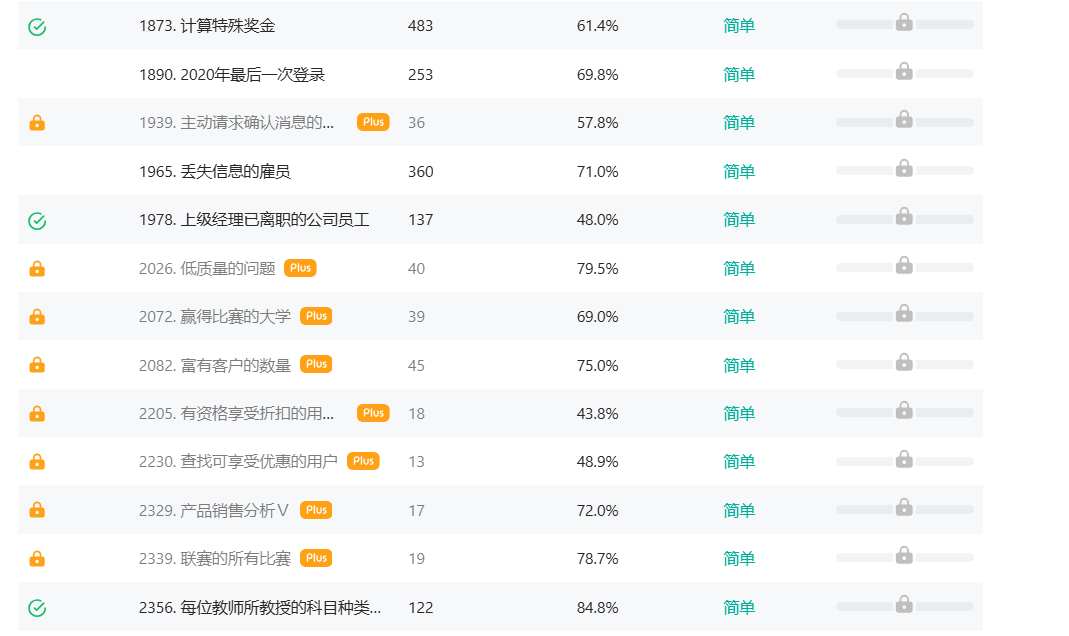 1873. 计算特殊奖金 483 61.4% 简单
1890. 2020年最后一次登录 253 69.8% 简单
1939. 主动请求确认消息的... Plus 36 57.8% 简单
1965. 丢失信息的雇员 360 71.0% 简单
1978. 上级经理已离职的公司员工 137 48.0% 简单
2026. 低质量的问题 Plus 40 79.5% 简单
2072. 赢得比赛的大学 Plus 39 69.0% 简单
2082. 富有客户的数量 Plus 45 75.0% 简单
2205. 有资格享受折扣的用... Plus 18 43.8% 简单
2230. 查找可享受优惠的用户 Plus 13 48.9% 简单
2329. 产品销售分析Ⅴ Plus 17 72.0% 简单
2339. 联赛的所有比赛 Plus 19 78.7% 简单
2356. 每位教师所教授的科目种类... 122 84.8% 简单